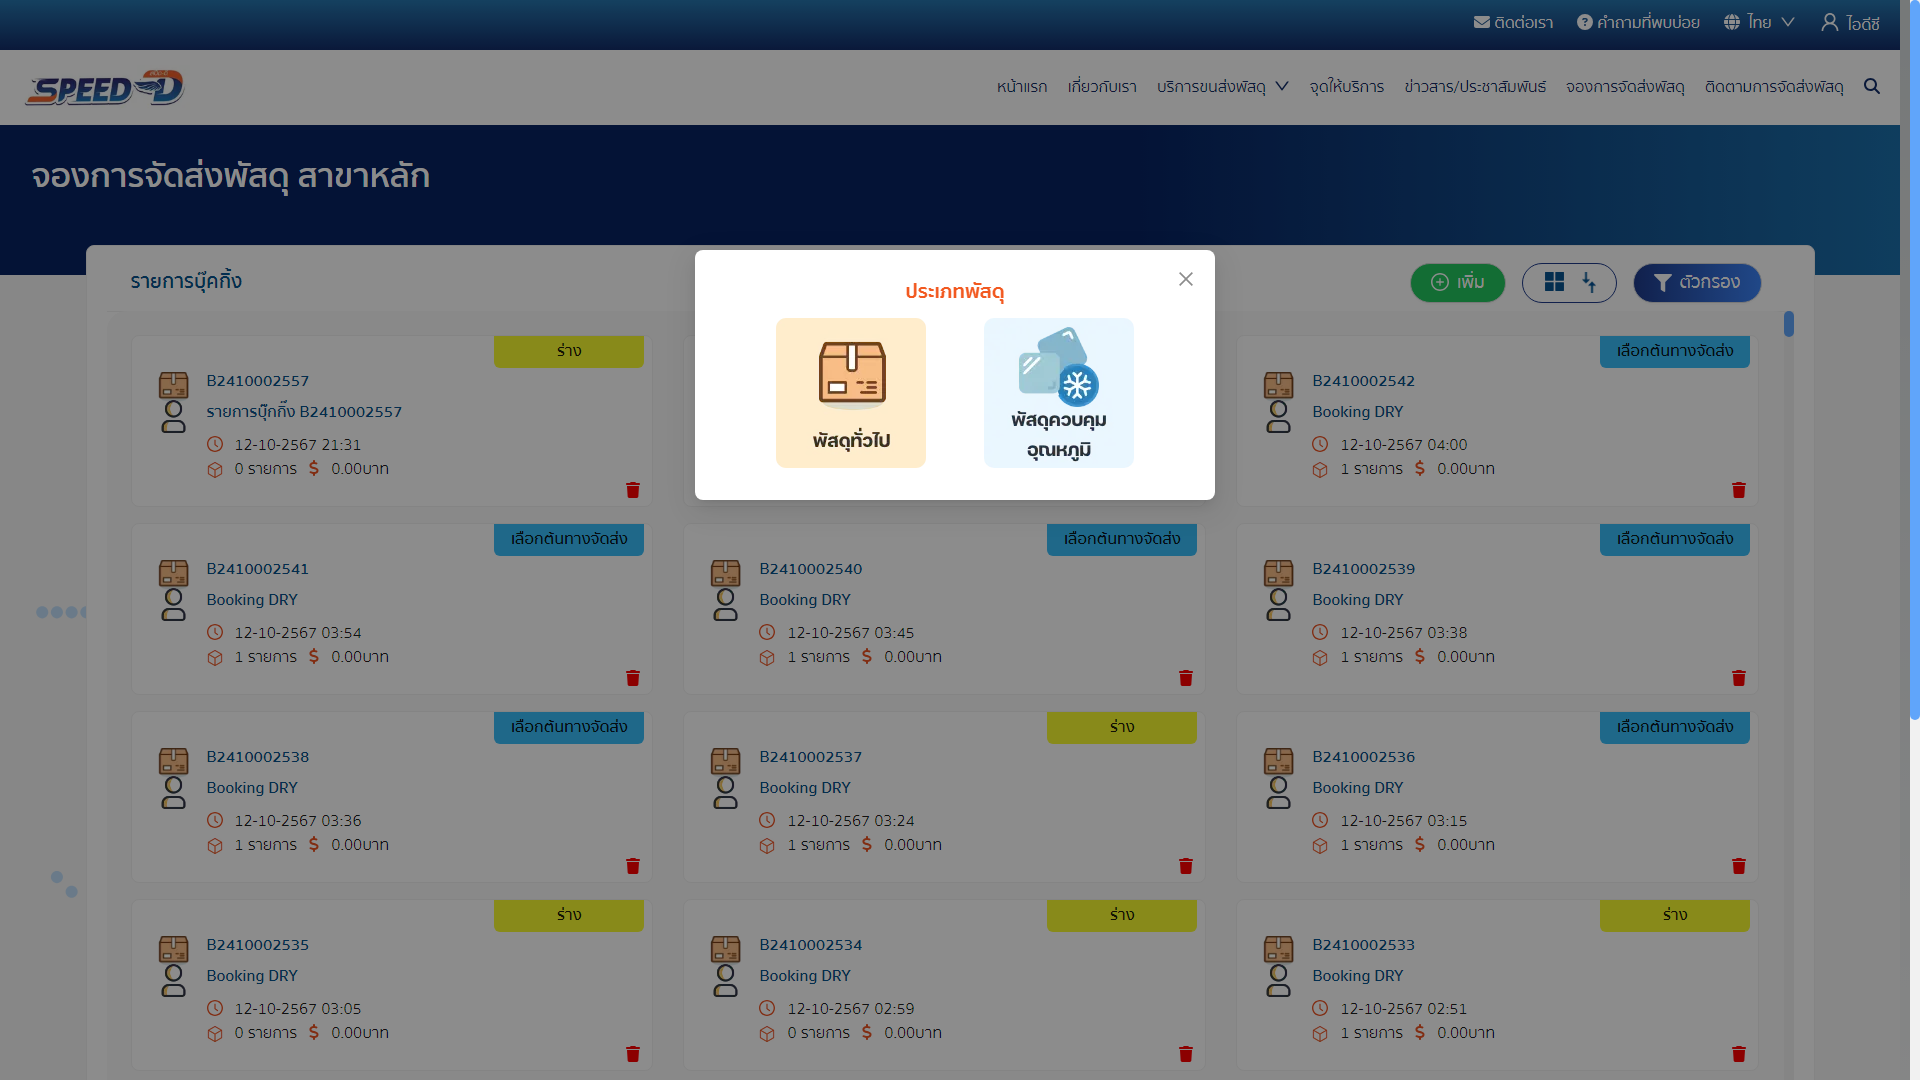 ติดต่อเรา คำถามที่พบบ่อย ไทย ไอดีซี
SPEED D
หน้าแรก เกี่ยวกับเรา บริการขนส่งพัสดุ จุดให้บริการ ข่าวสาร/ประชาสัมพันธ์ จองการจัดส่งพัสดุ ติดตามการจัดส่งพัสดุ
จองการจัดส่งพัสดุ สาขาหลัก
รายการบุ๊คกิ้ง
เพิ่ม
ตัวกรอง
ประเภทพัสดุ
พัสดุทั่วไป
พัสดุควบคุม
อุณหภูมิ
ร่าง
B2410002557
รายการบุ๊กกิ๊ง B2410002557
12-10-2567 21:31
0 รายการ $ 0.00บาท
เลือกต้นทางจัดส่ง
B2410002542
Booking DRY
12-10-2567 04:00
1 รายการ $ 0.00บาท
เลือกต้นทางจัดส่ง
B2410002541
Booking DRY
12-10-2567 03:54
1 รายการ $ 0.00บาท
เลือกต้นทางจัดส่ง
B2410002540
Booking DRY
12-10-2567 03:45
1 รายการ $ 0.00บาท
เลือกต้นทางจัดส่ง
B2410002539
Booking DRY
12-10-2567 03:38
1 รายการ $ 0.00บาท
เลือกต้นทางจัดส่ง
B2410002538
Booking DRY
12-10-2567 03:36
1 รายการ $ 0.00บาท
ร่าง
B2410002537
Booking DRY
12-10-2567 03:24
1 รายการ $ 0.00บาท
เลือกต้นทางจัดส่ง
B2410002536
Booking DRY
12-10-2567 03:15
1 รายการ $ 0.00บาท
ร่าง
B2410002535
Booking DRY
12-10-2567 03:05
0 รายการ $ 0.00บาท
ร่าง
B2410002534
Booking DRY
12-10-2567 02:59
0 รายการ $ 0.00บาท
ร่าง
B2410002533
Booking DRY
12-10-2567 02:51
1 รายการ $ 0.00บาท